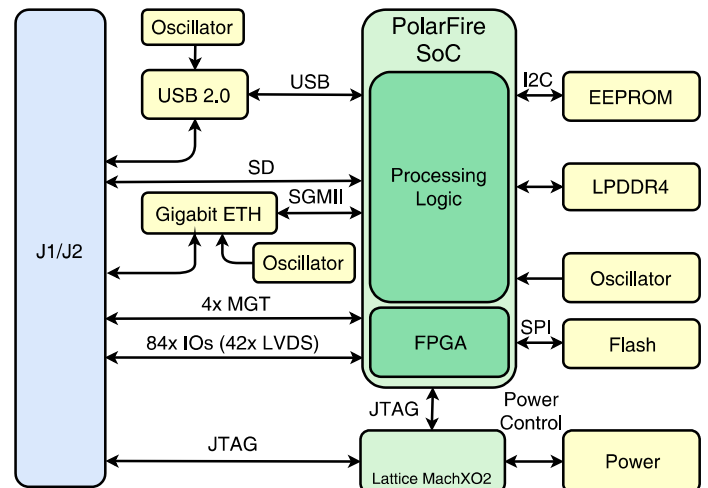 Oscillator
PolarFire
SoC
USB 2.0
USB
I2C
EEPROM
SD
Processing
Logic
LPDDR4
SGMII
Gigabit ETH
J1/J2
Oscillator
Oscillator
4x MGT
SPI
84x IOs (42x LVDS)
FPGA
Flash
JTAG
Power
Control
JTAG
Lattice MachXO2
Power